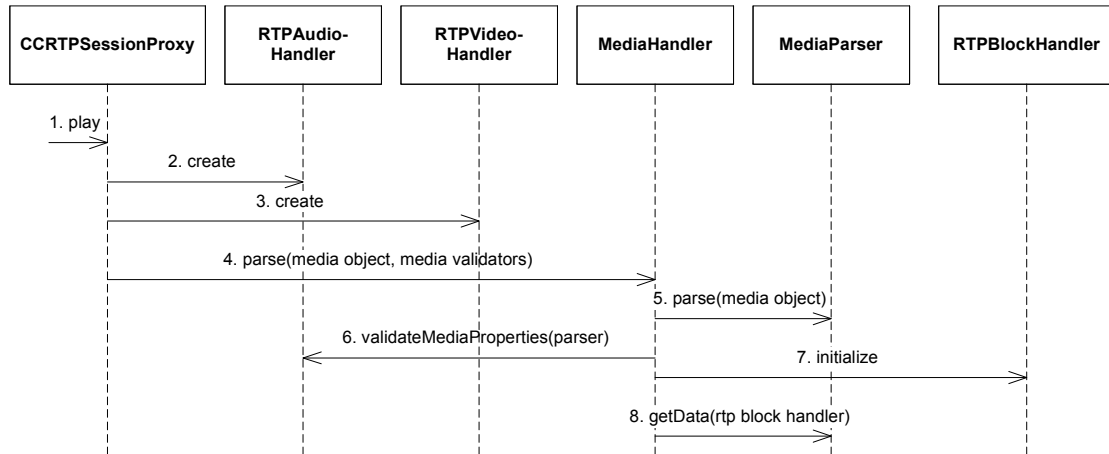 CCRTPSessionProxy
RTPAudio-
Handler
RTPVideo-
Handler
MediaHandler
MediaParser
RTPBlockHandler
1. play
2. create
3. create
4. parse(media object, media validators)
5. parse(media object)
6. validateMediaProperties(parser)
7. initialize
8. getData(rtp block handler)